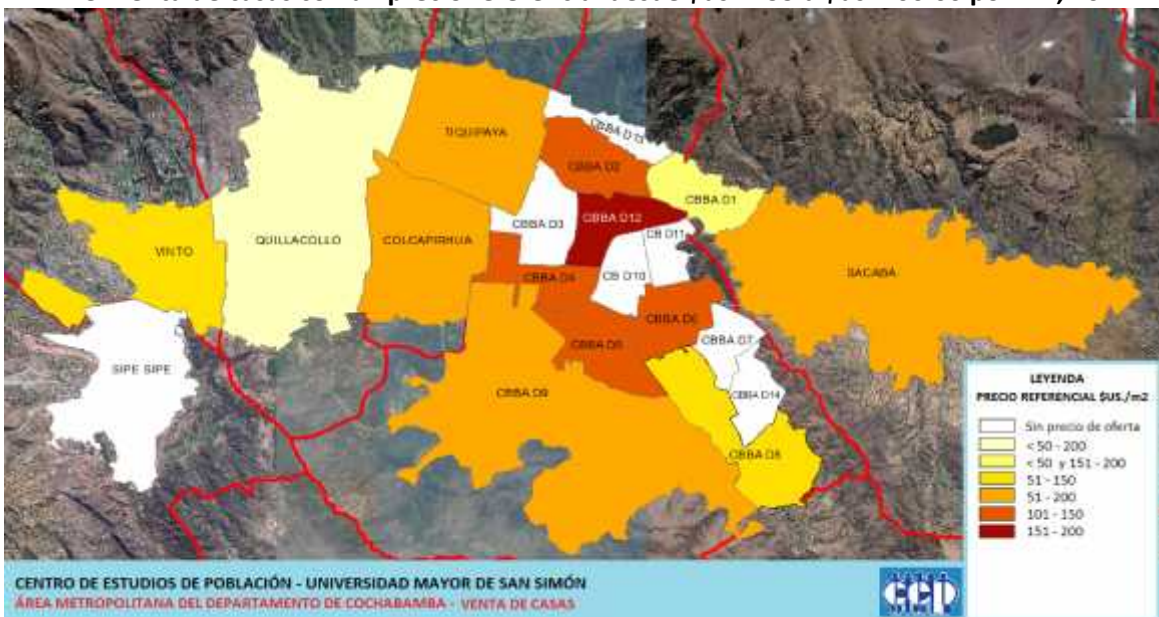 TIQUIPAYA
CBBA D13
CBBA D2
CBBA D1
CBBA D3
CBBA D12
CB D11
VINTO
QUILLACOLLO
COLCAPIRHUA
CBBA D4
CB D10
SACABA
CBBA D6
CBBA D5
CBBA D7
SIPE SIPE
CBBA D9
CBBA D14
CBBA D8
LEYENDA
PRECIO REFERENCIAL $US./m2
Sin precio de oferta
< 50 - 200
< 50 y 151 - 200
51 - 150
51 - 200
101 - 150
151 - 200
CENTRO DE ESTUDIOS DE POBLACIÓN - UNIVERSIDAD MAYOR DE SAN SIMÓN
ÁREA METROPOLITANA DEL DEPARTAMENTO DE COCHABAMBA - VENTA DE CASAS
CEP